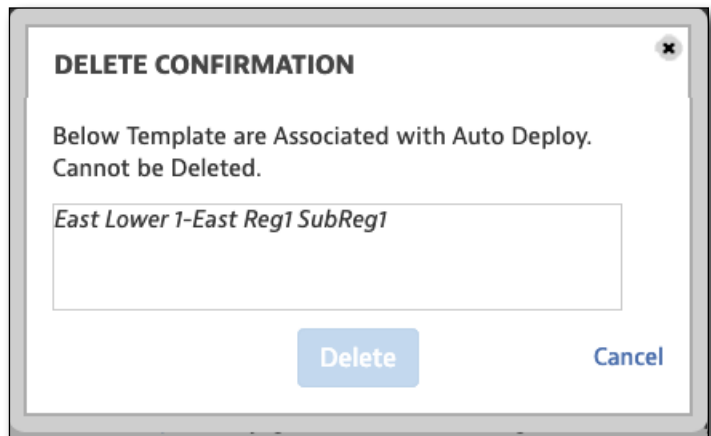 DELETE CONFIRMATION
Below Template are Associated with Auto Deploy.
Cannot be Deleted.
East Lower 1-East Reg1 SubReg1
Delete
Cancel